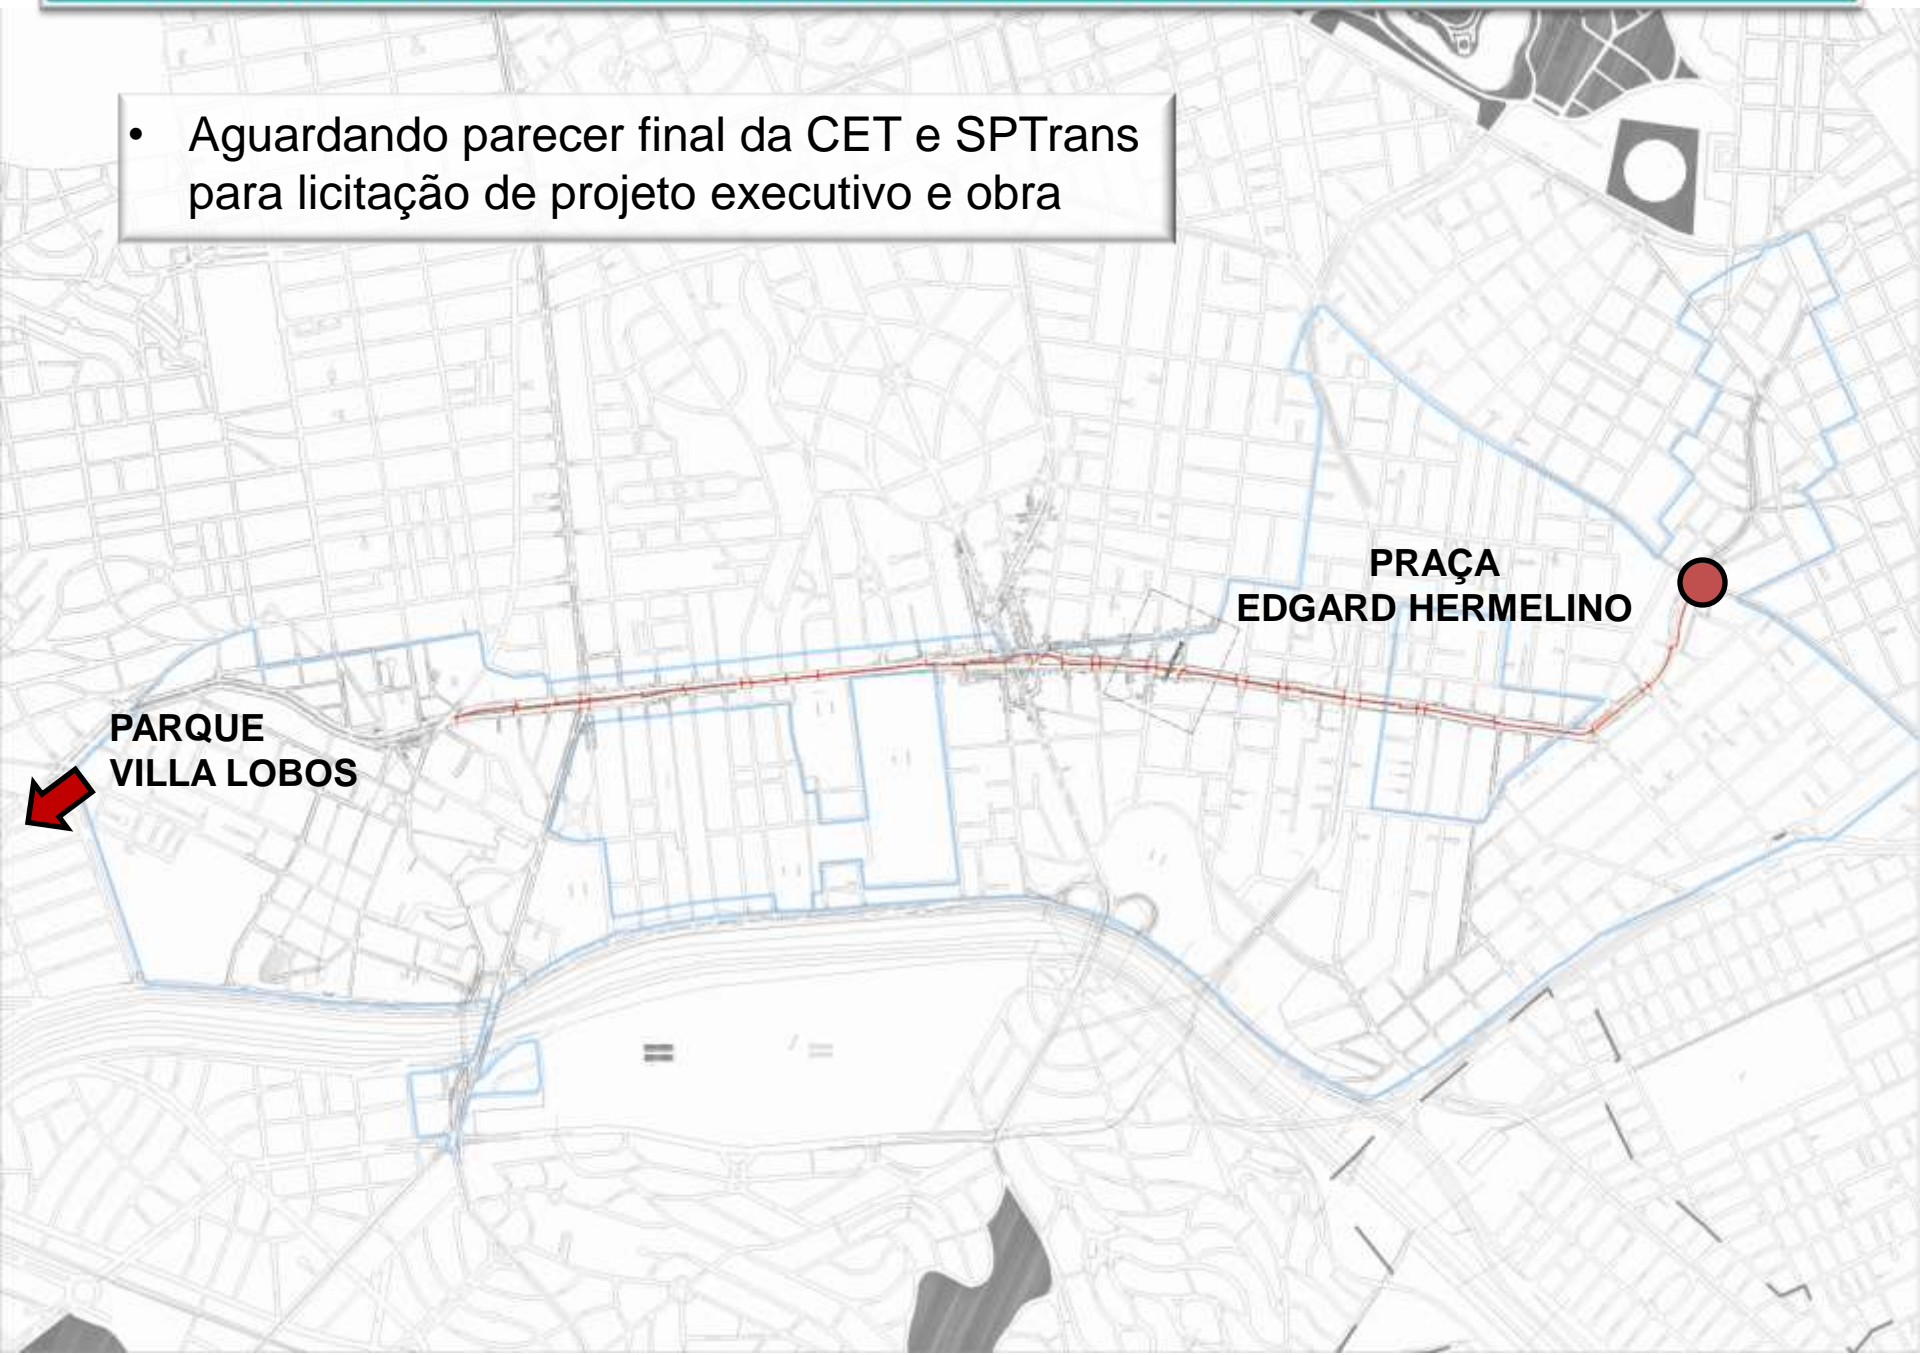 • Aguardando parecer final da CET e SPTrans
para licitação de projeto executivo e obra
PRAÇA
EDGARD HERMELINO
PARQUE
VILLA LOBOS